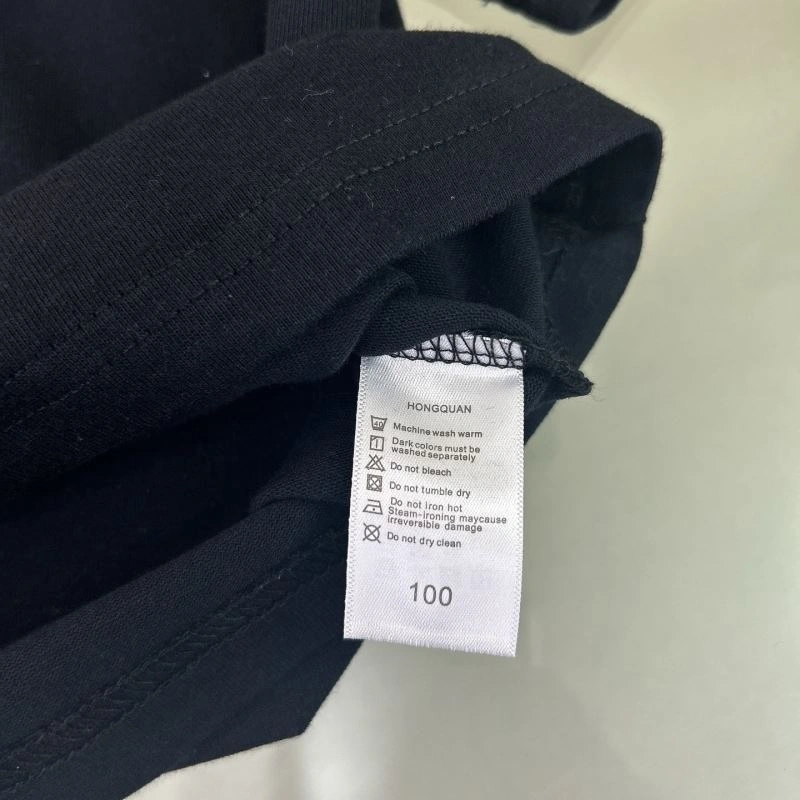 HONGQUAN
40 Machine wash warm
Dark colors must be
washed separately
Do not bleach
Do not tumble dry
Do not Iron hot
Steam-ironing maycause
irreversible damage
Do not dry clean
100